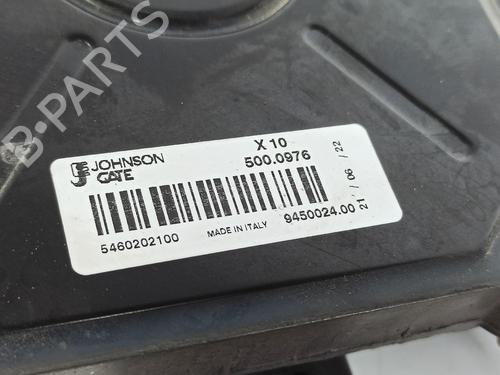 B-PARTS
JOHNSON
GATE
X 10
500.0976
5460202100
MADE IN ITALY
9450024.00
21 / 06 / 22